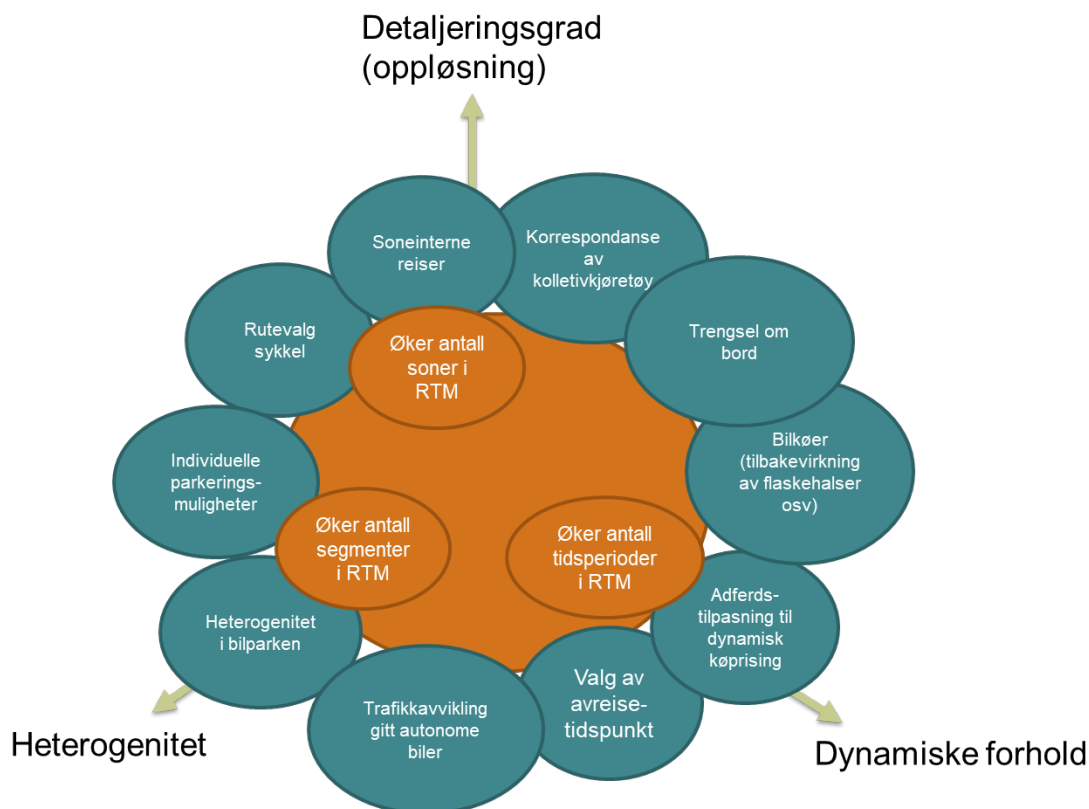 Detaljeringsgrad
(oppløsning)
Soneinterne
reiser
Korrespondanse
av
kolletivkjøretøy
Rutevalg
sykkel
Øker antall
soner i
RTM
Trengsel om
bord
Individuelle
parkerings-
muligheter
Bilkøer
(tilbakevirkning
av flaskehalser
osv)
Øker antall
segmenter
i RTM
Øker antall
tidsperioder
i RTM
Heterogenitet
i bilparken
Adferds-
tilpasning til
dynamisk
køprising
Trafikkavvikling
gitt autonome
biler
Valg av
avreise-
tidspunkt
Heterogenitet
Dynamiske forhold